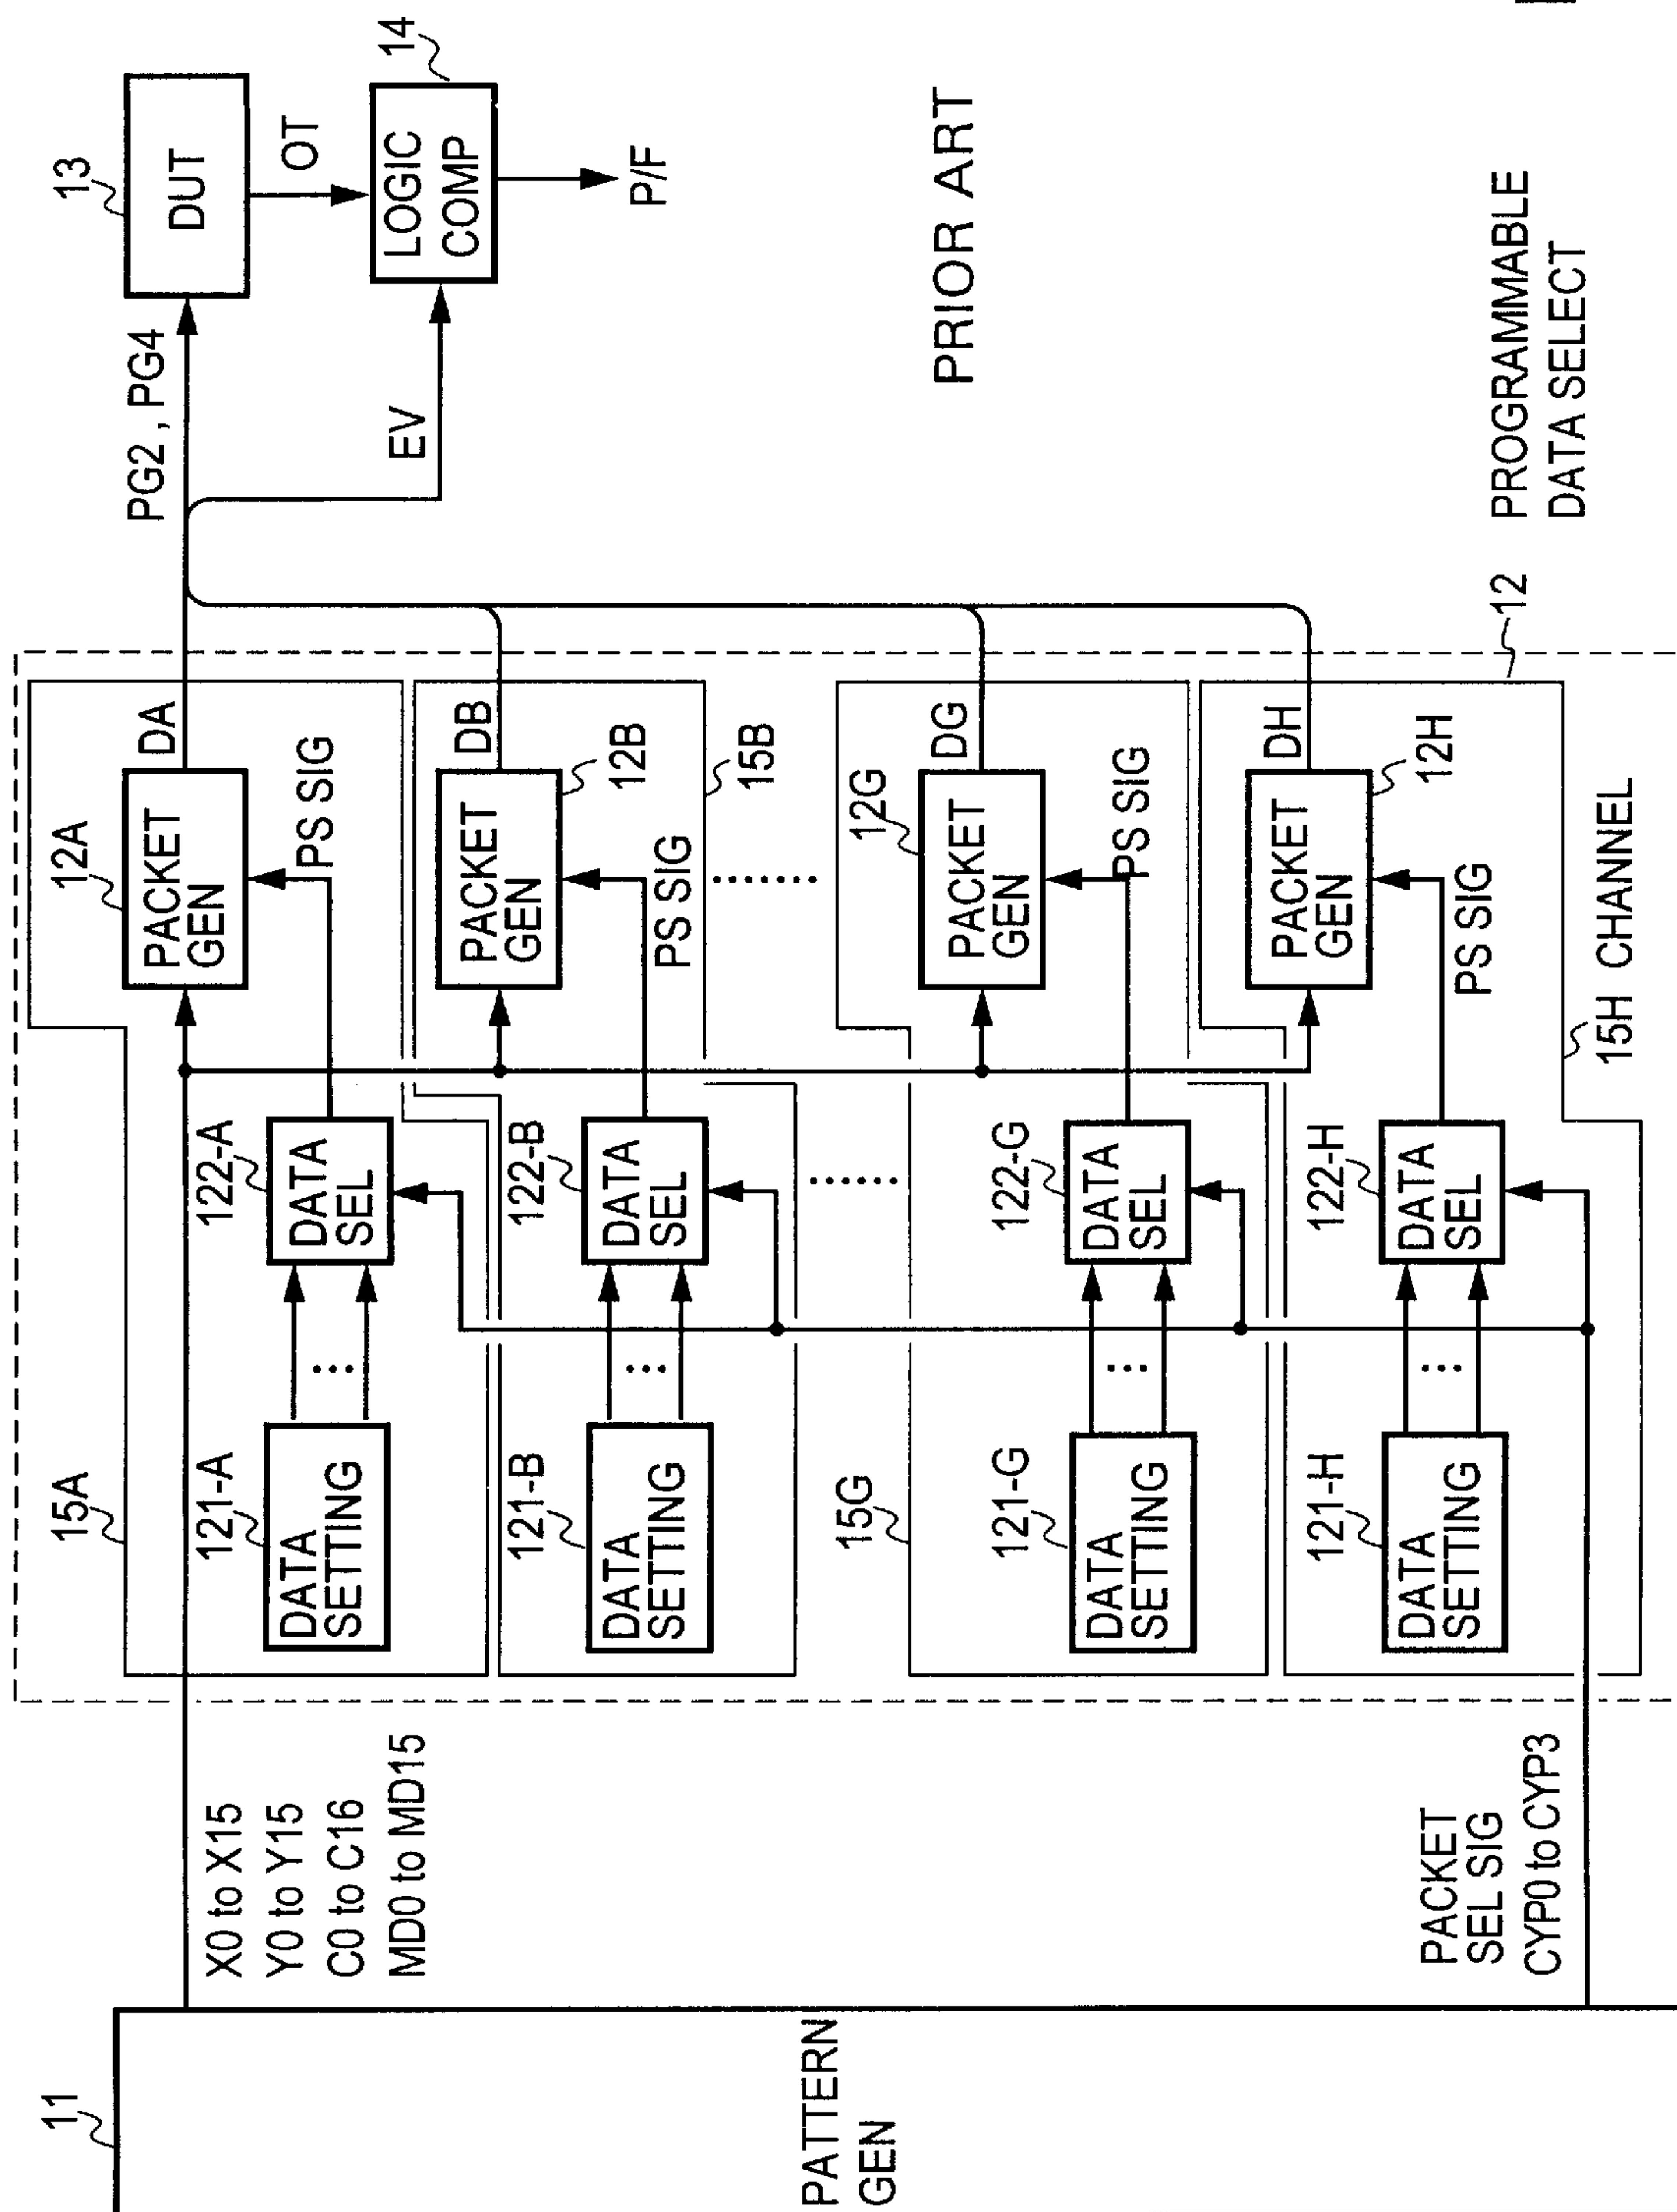 11
PATTERN
GEN
X0 to X15
Y0 to Y15
C0 to C16
MD0 to MD15
PACKET
SEL SIG
CYP0 to CYP3
15A
121-A
DATA
SETTING
122-A
DATA
SEL
12A
PACKET
GEN
DA
PS SIG
121-B
DATA
SETTING
122-B
DATA
SEL
PACKET
GEN
DB
12B
PS SIG
15B
15G
121-G
DATA
SETTING
122-G
DATA
SEL
12G
PACKET
GEN
DG
PS SIG
121-H
DATA
SETTING
122-H
DATA
SEL
PACKET
GEN
DH
12H
PS SIG
15H CHANNEL
12
PROGRAMMABLE
DATA SELECT
PG2 , PG4
13
DUT
OT
EV
14
LOGIC
COMP
P/F
PRIOR ART